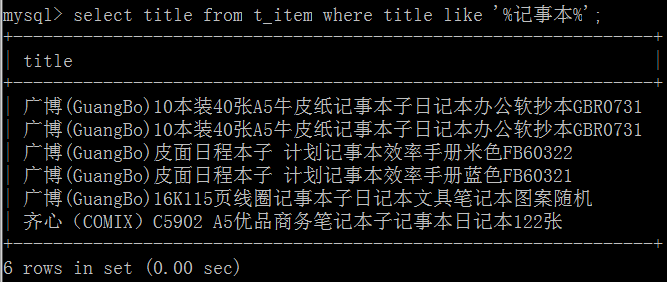 mysql> select title from t_item where title like '%记事本%';
+----------------------------------------------------------------+
| title |
+----------------------------------------------------------------+
| 广博(GuangBo)10本装40张A5牛皮纸记事本子日记本办公软抄本GBR0731
| 广博(GuangBo)10本装40张A5牛皮纸记事本子日记本办公软抄本GBR0731
| 广博(GuangBo)皮面日程本子 计划记事本效率手册米色FB60322
| 广博(GuangBo)皮面日程本子 计划记事本效率手册蓝色FB60321
| 广博(GuangBo)16K115页线圈记事本子日记本文具笔记本图案随机
| 齐心（COMIX）C5902 A5优品商务笔记本子记事本日记本122张
+----------------------------------------------------------------+
6 rows in set (0.00 sec)